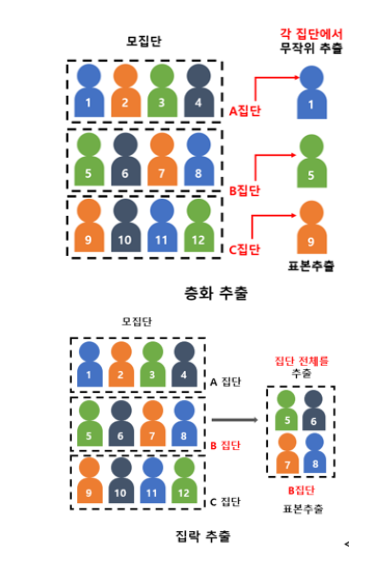 모집단
각 집단에서
무작위 추출
1 2 3 4
A집단
1
5 6 7 8
B집단
5
9 10 11 12
C집단
9
표본추출
층화 추출
모집단
1 2 3 4
A 집단
집단 전체를
추출
5 6 7 8
B 집단
5 6
7 8
9 10 11 12
C 집단
B집단
표본추출
집락 추출
<